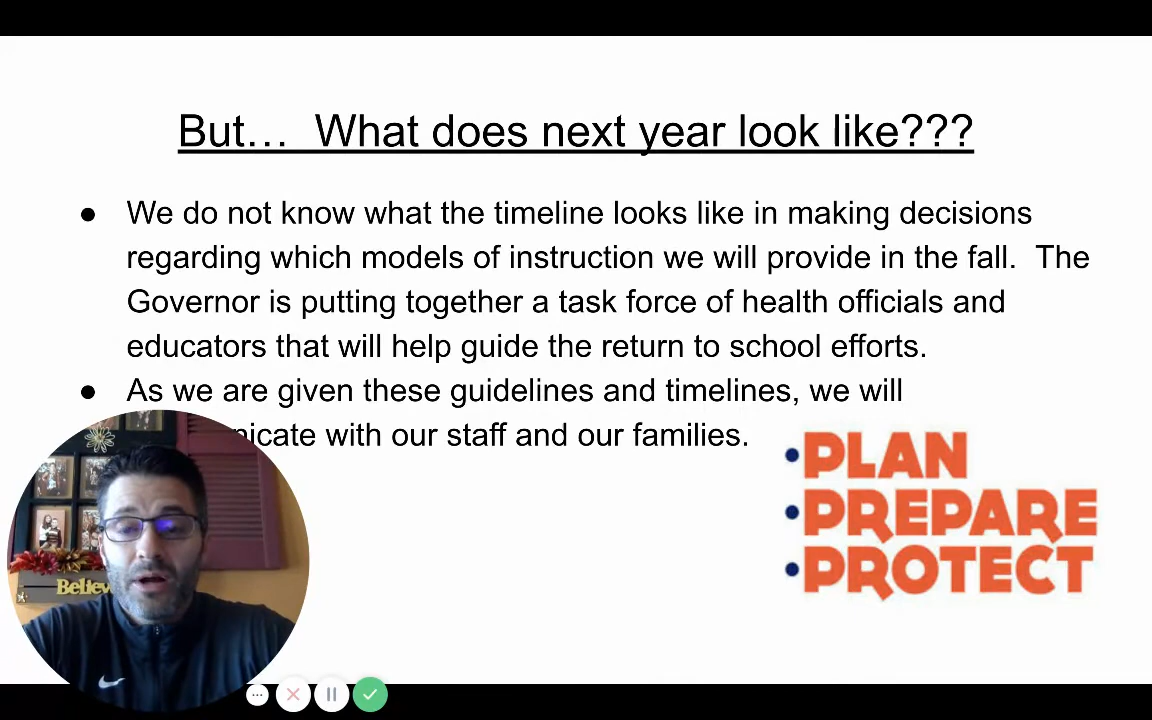 But…  What does next year look like???
● We do not know what the timeline looks like in making decisions
regarding which models of instruction we will provide in the fall.  The
Governor is putting together a task force of health officials and
educators that will help guide the return to school efforts.
● As we are given these guidelines and timelines, we will
nicate with our staff and our families.
•PLAN
•PREPARE
•PROTECT
Believe